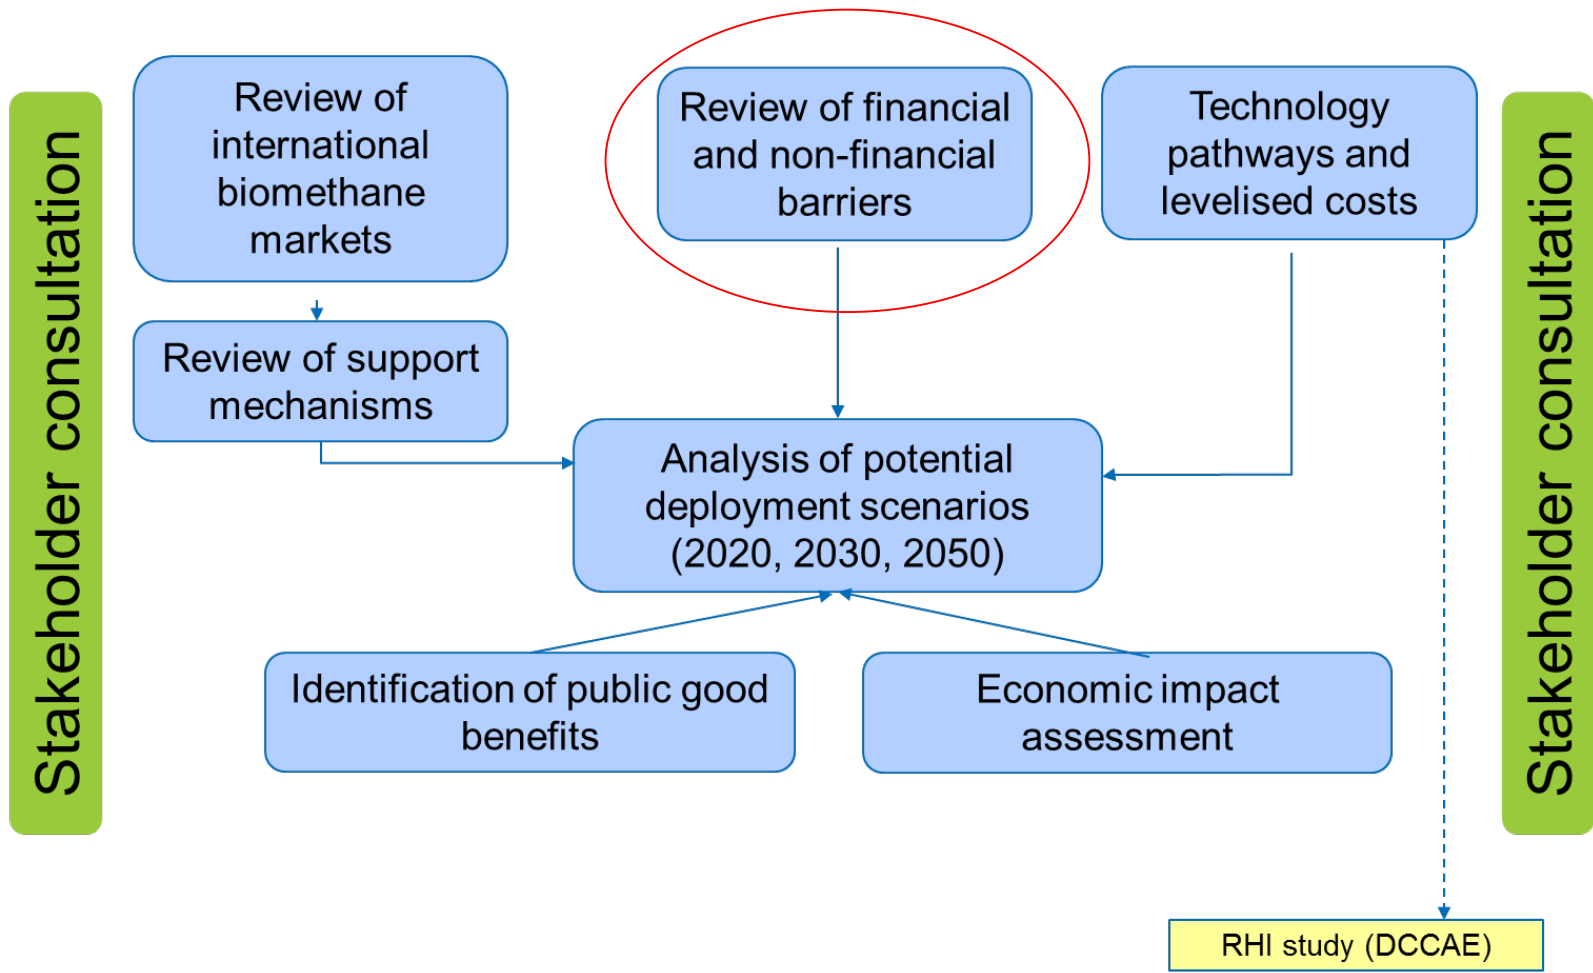 Stakeholder consultation
Review of
international
biomethane
markets
Review of financial
and non-financial
barriers
Technology
pathways and
levelised costs
Stakeholder consultation
Review of support
mechanisms
Analysis of potential
deployment scenarios
(2020, 2030, 2050)
Identification of public good
benefits
Economic impact
assessment
RHI study (DCCAE)